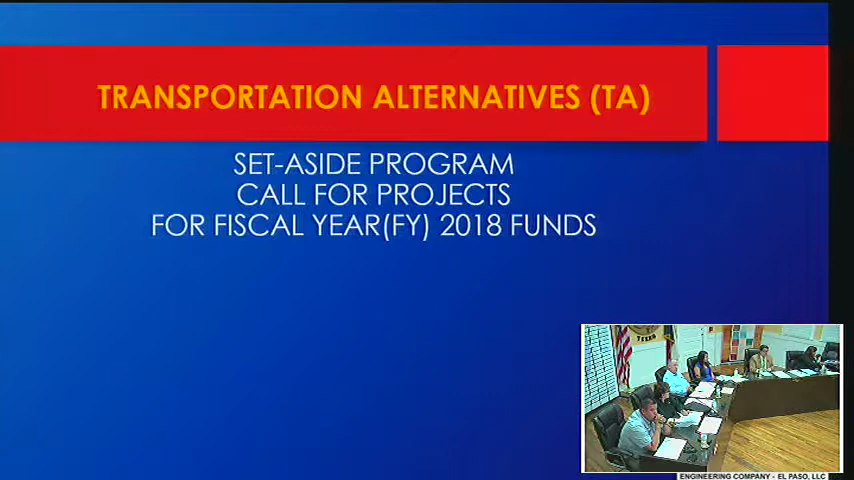 TRANSPORTATION ALTERNATIVES (TA)
SET-ASIDE PROGRAM
CALL FOR PROJECTS
FOR FISCAL YEAR(FY) 2018 FUNDS
TEXAS
ENGINEERING COMPANY - EL PASO, LLC